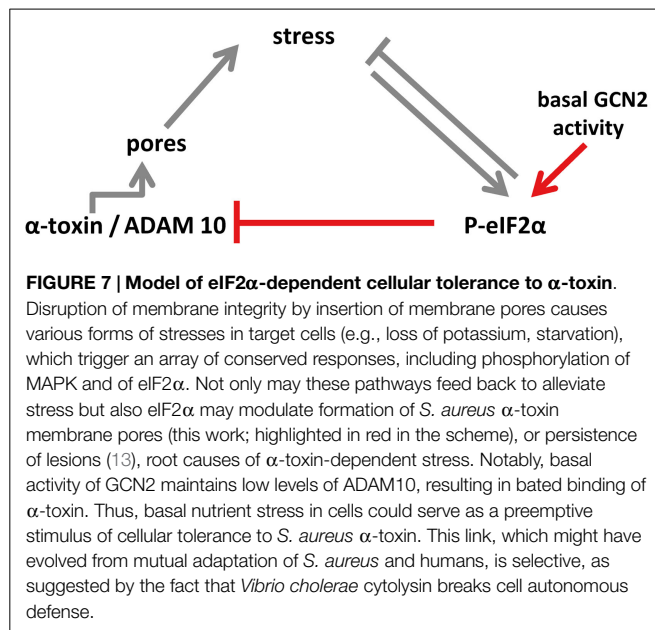 stress
basal GCN2
activity
pores
α-toxin / ADAM 10
P-eIF2α
FIGURE 7 | Model of eIF2α-dependent cellular tolerance to α-toxin.
Disruption of membrane integrity by insertion of membrane pores causes
various forms of stresses in target cells (e.g., loss of potassium, starvation),
which trigger an array of conserved responses, including phosphorylation of
MAPK and of eIF2α. Not only may these pathways feed back to alleviate
stress but also eIF2α may modulate formation of S. aureus α-toxin
membrane pores (this work; highlighted in red in the scheme), or persistence
of lesions (13), root causes of α-toxin-dependent stress. Notably, basal
activity of GCN2 maintains low levels of ADAM10, resulting in bated binding of
α-toxin. Thus, basal nutrient stress in cells could serve as a preemptive
stimulus of cellular tolerance to S. aureus α-toxin. This link, which might have
evolved from mutual adaptation of S. aureus and humans, is selective, as
suggested by the fact that Vibrio cholerae cytolysin breaks cell autonomous
defense.